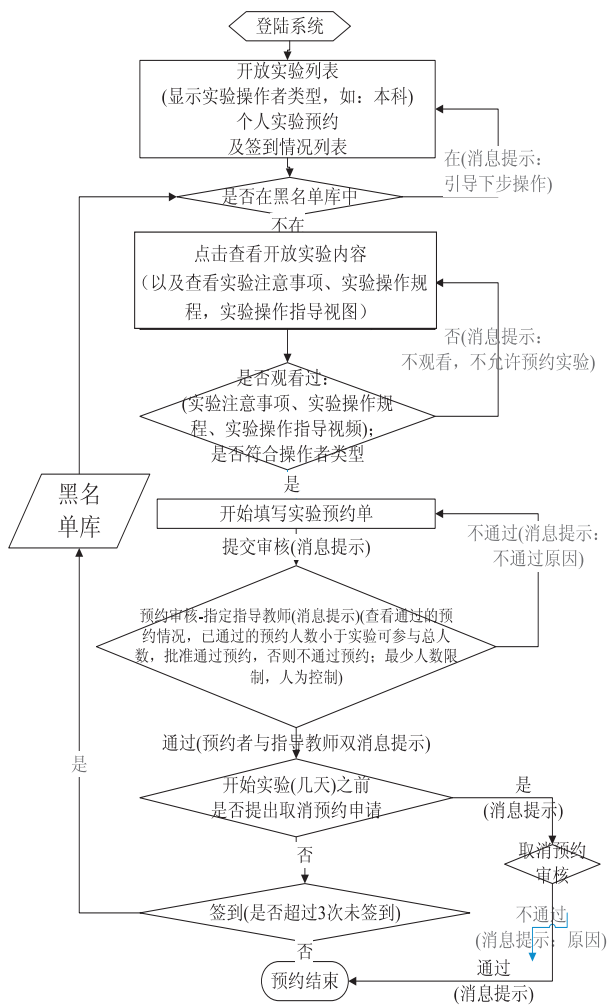 登陆系统
开放实验列表
(显示实验操作者类型，如：本科)
个人实验预约
及签到情况列表
在(消息提示：
引导下步操作)
是否在黑名单库中
不在
点击查看开放实验内容
（以及查看实验注意事项、实验操作规
程，实验操作指导视图）
否(消息提示：
不观看，不允许预约实验)
是否观看过：
(实验注意事项、实验操作规
程、实验操作指导视频)；
是否符合操作者类型
是
黑名
单库
开始填写实验预约单
不通过(消息提示：
不通过原因)
提交审核(消息提示)
预约审核-指定指导教师(消息提示)(查看通过的预
约情况，已通过的预约人数小于实验可参与总人
数，批准通过预约，否则不通过预约；最少人数限
制，人为控制)
通过(预约者与指导教师双消息提示)
是
开始实验(几天)之前
是否提出取消预约申请
是
(消息提示)
否
取消预约
审核
签到(是否超过3次未签到)
不通过
(消息提示：原因)
否
预约结束
通过
(消息提示)